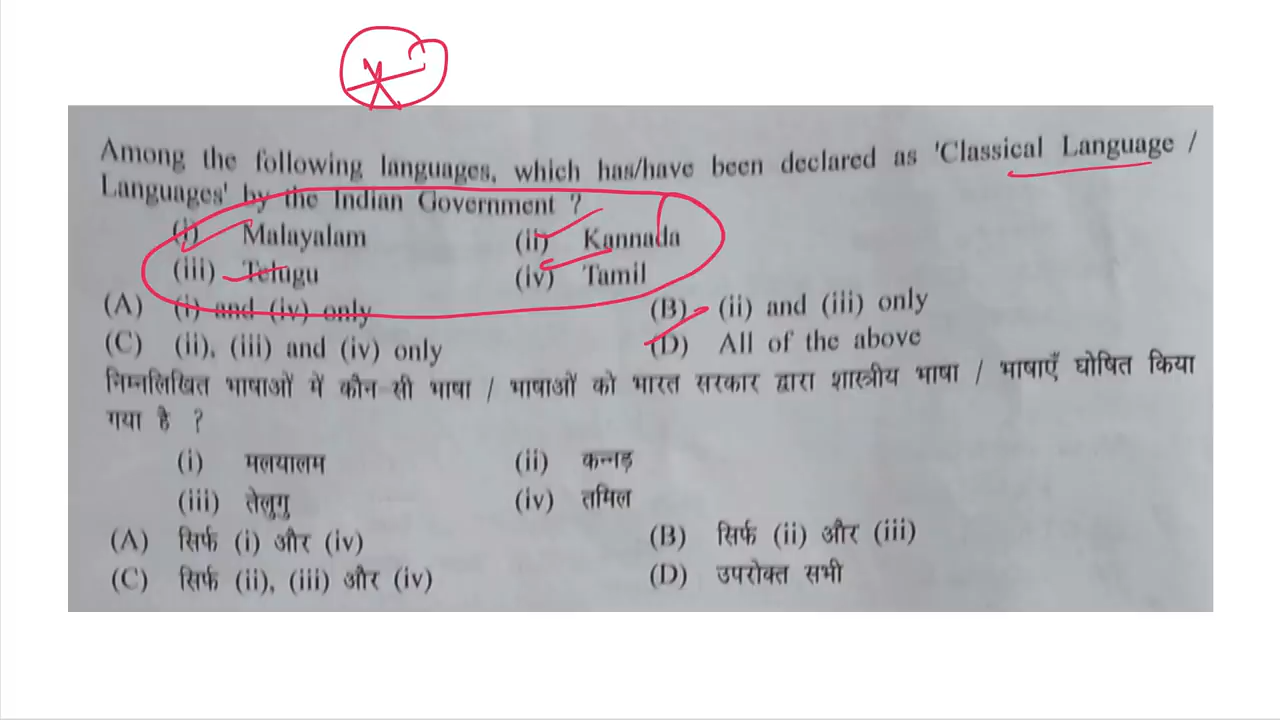 Among the following languages, which has/have been declared as 'Classical Language /
Languages' by the Indian Government ?
(i) Malayalam (ii) Kannada
(iii) Telugu (iv) Tamil
(A) (i) and (iv) only (B) (ii) and (iii) only
(C) (ii), (iii) and (iv) only (D) All of the above
निम्नलिखित भाषाओं में कौन सी भाषा / भाषाओं को भारत सरकार द्वारा शास्त्रीय भाषा / भाषाएँ घोषित किया
गया है ?
(i) मलयालम (ii) कन्नड़
(iii) तेलुगु (iv) तमिल
(A) सिर्फ (i) और (iv) (B) सिर्फ (ii) और (iii)
(C) सिर्फ (ii), (iii) और (iv) (D) उपरोक्त सभी